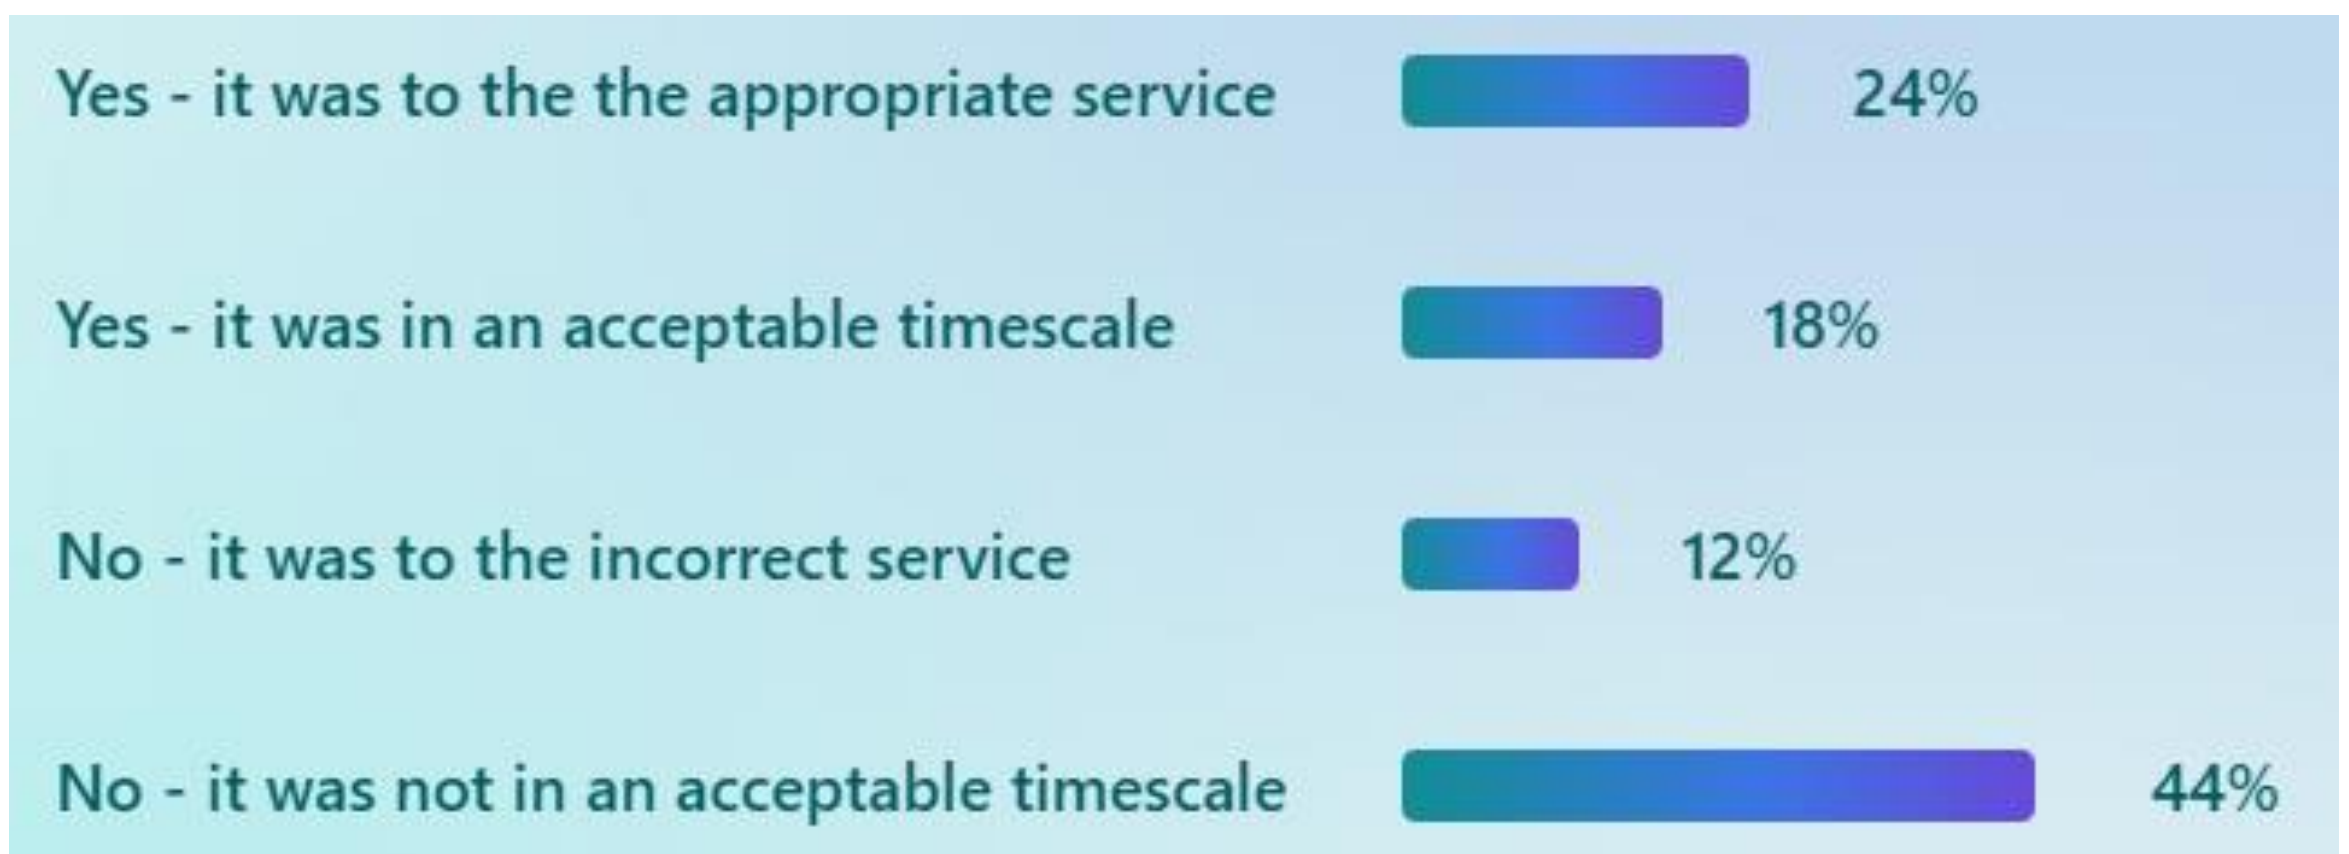 Yes - it was to the the appropriate service 24%
Yes - it was in an acceptable timescale 18%
No - it was to the incorrect service 12%
No - it was not in an acceptable timescale 44%